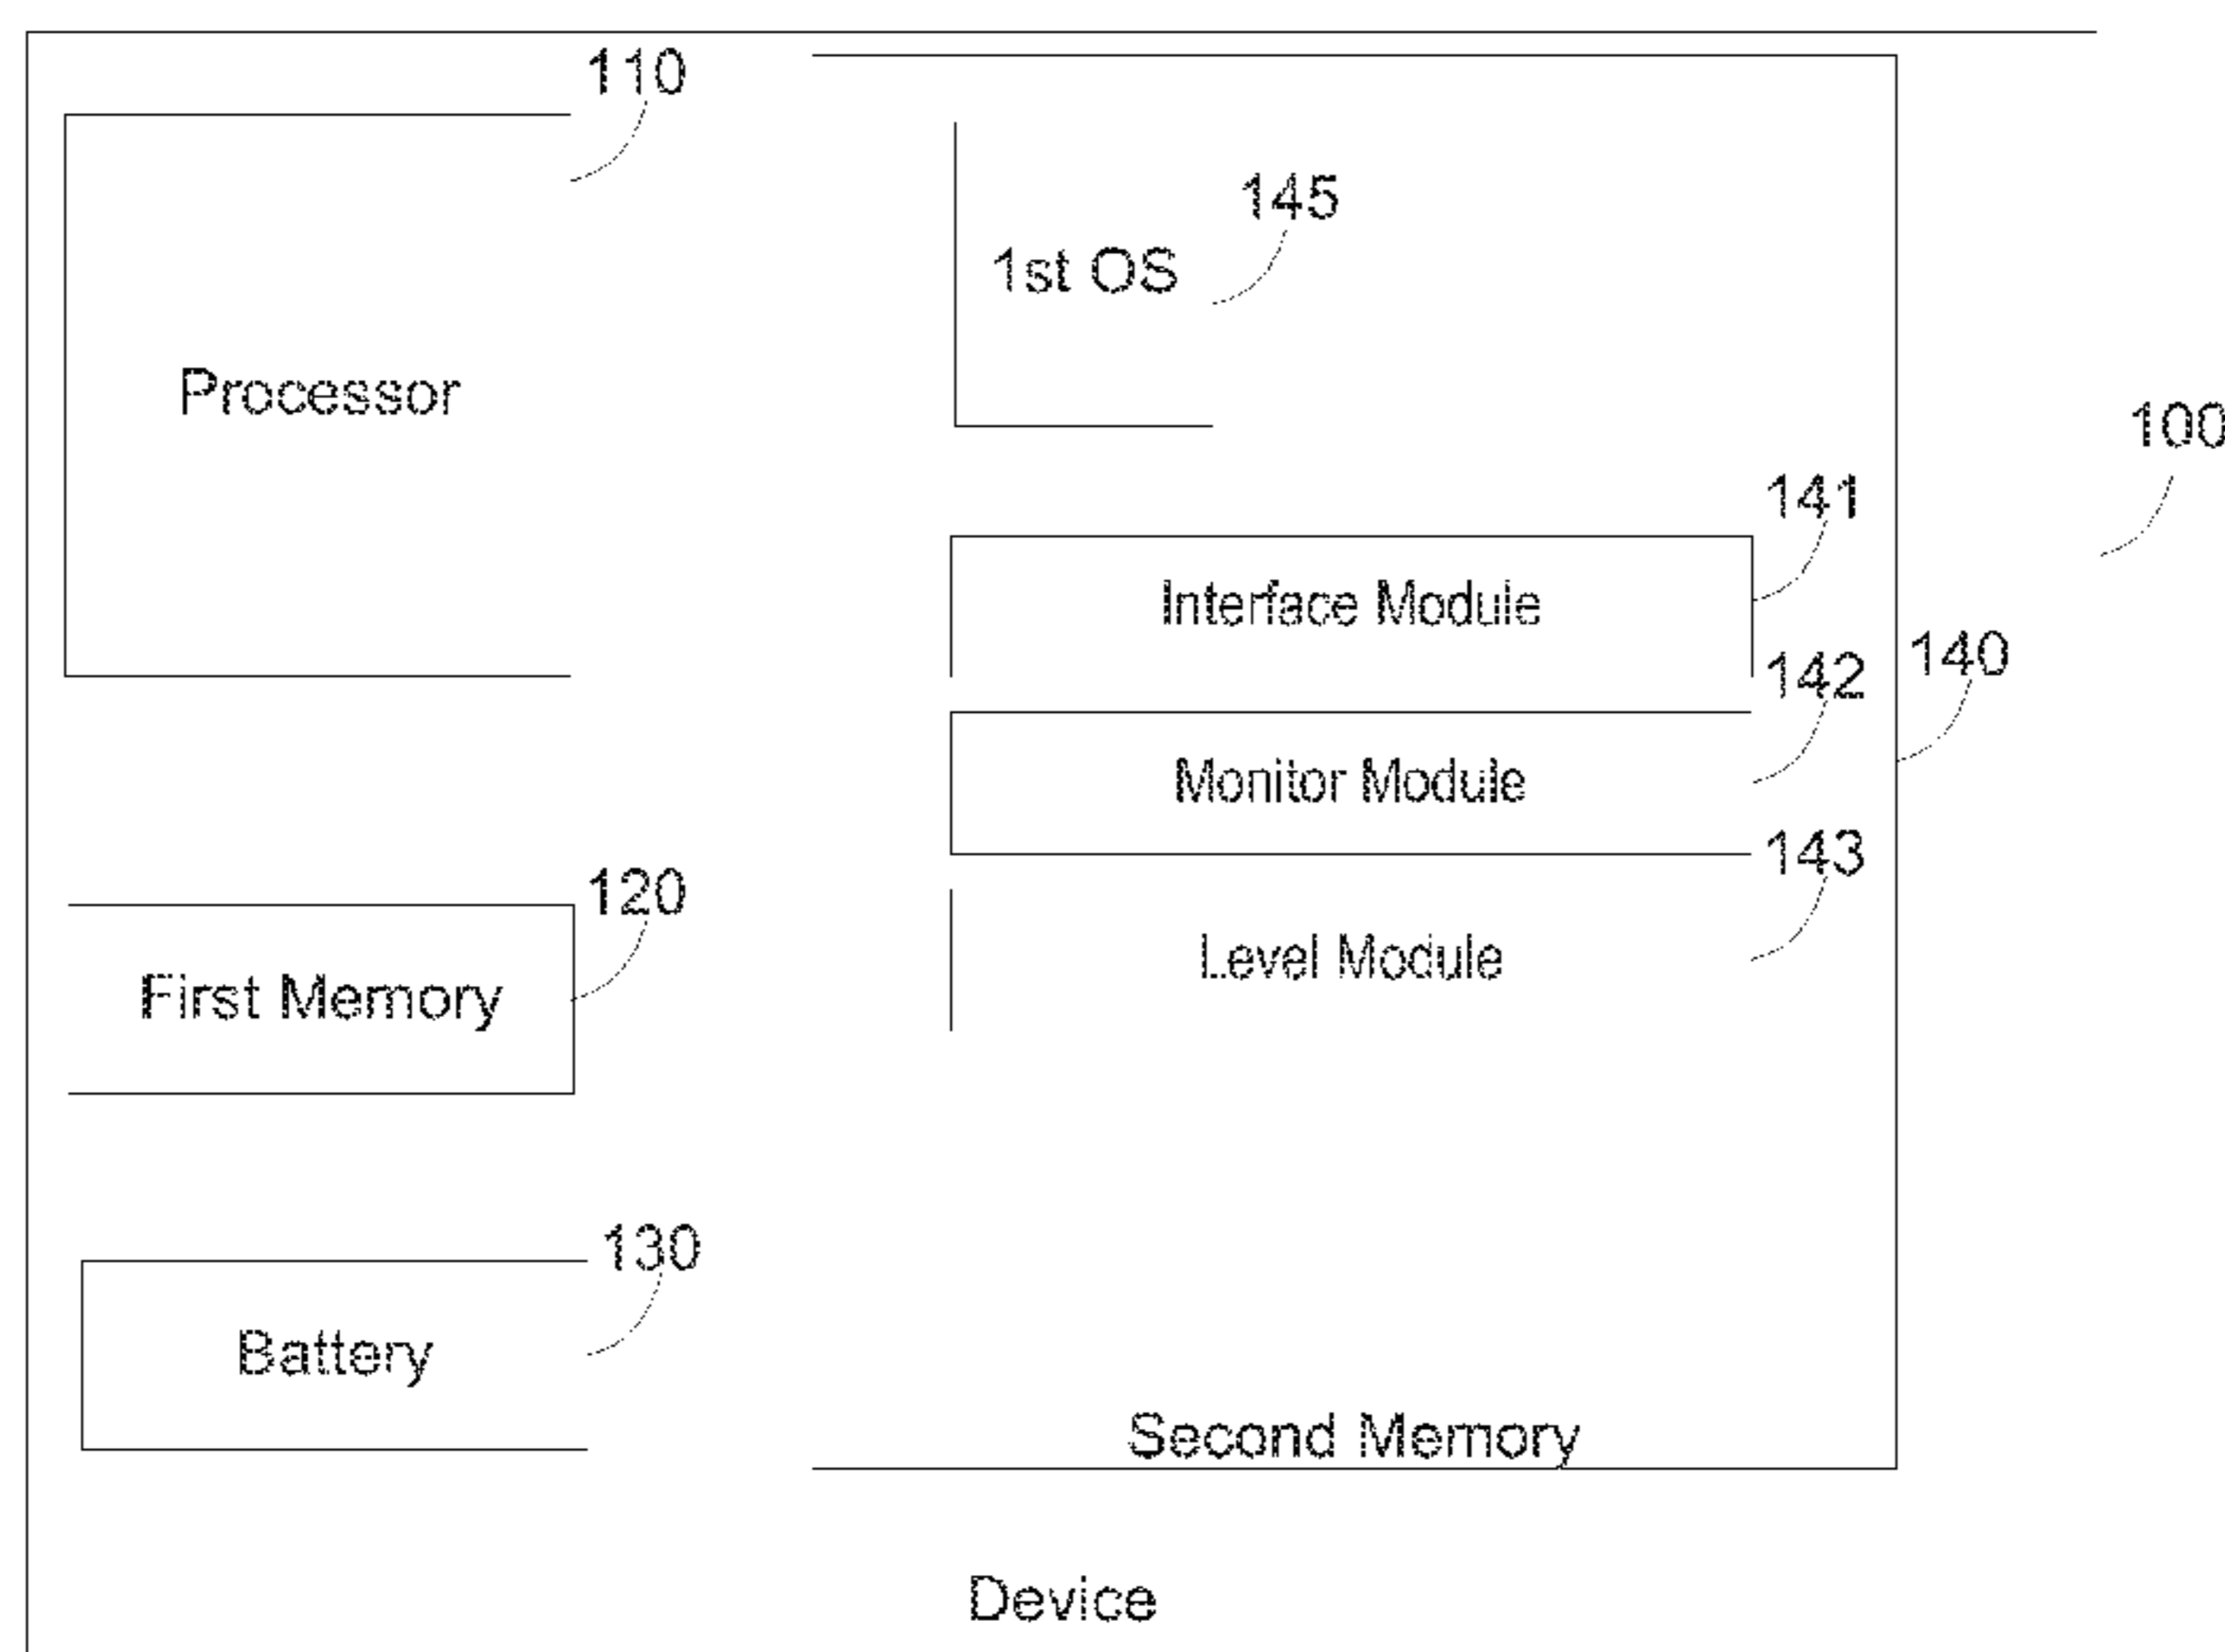 110
145
1st OS
Processor
100
141
Interface Module
142
140
Monitor Module
143
120
Level Module
First Memory
130
Battery
Second Memory
Device